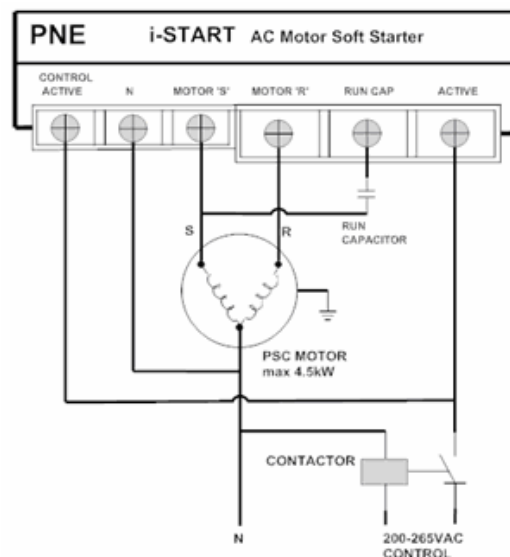 PNE i-START AC Motor Soft Starter
CONTROL
ACTIVE
N
MOTOR 'S'
MOTOR 'R'
RUN CAP
ACTIVE
RUN
CAPACITOR
S
R
PSC MOTOR
max 4.5kW
CONTACTOR
N
200-265VAC
CONTROL